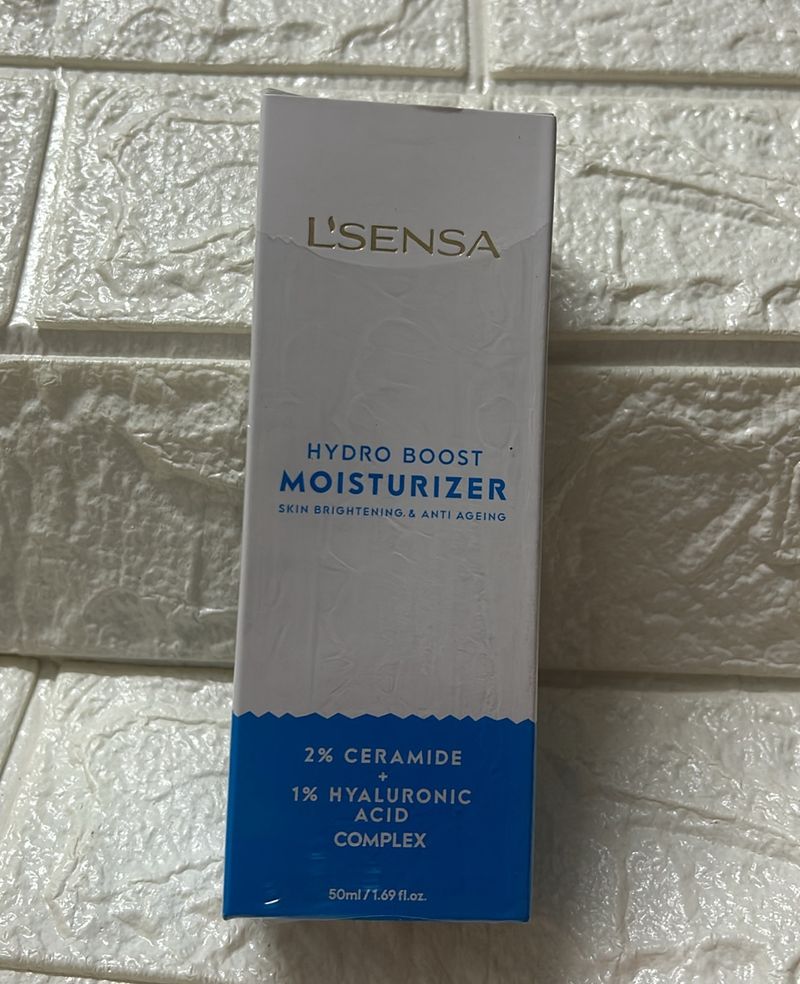 L'SENSA
HYDRO BOOST
MOISTURIZER
SKIN BRIGHTENING & ANTI AGEING
2% CERAMIDE
+
1% HYALURONIC
ACID
COMPLEX
50ml / 1.69 fl.oz.